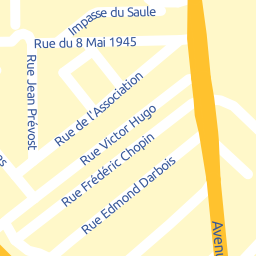 Impasse du Saule
Rue du 8 Mai 1945
Rue Jean Prévost
Rue de l'Association
Rue Victor Hugo
Rue Frédéric Chopin
Rue Edmond Darbois